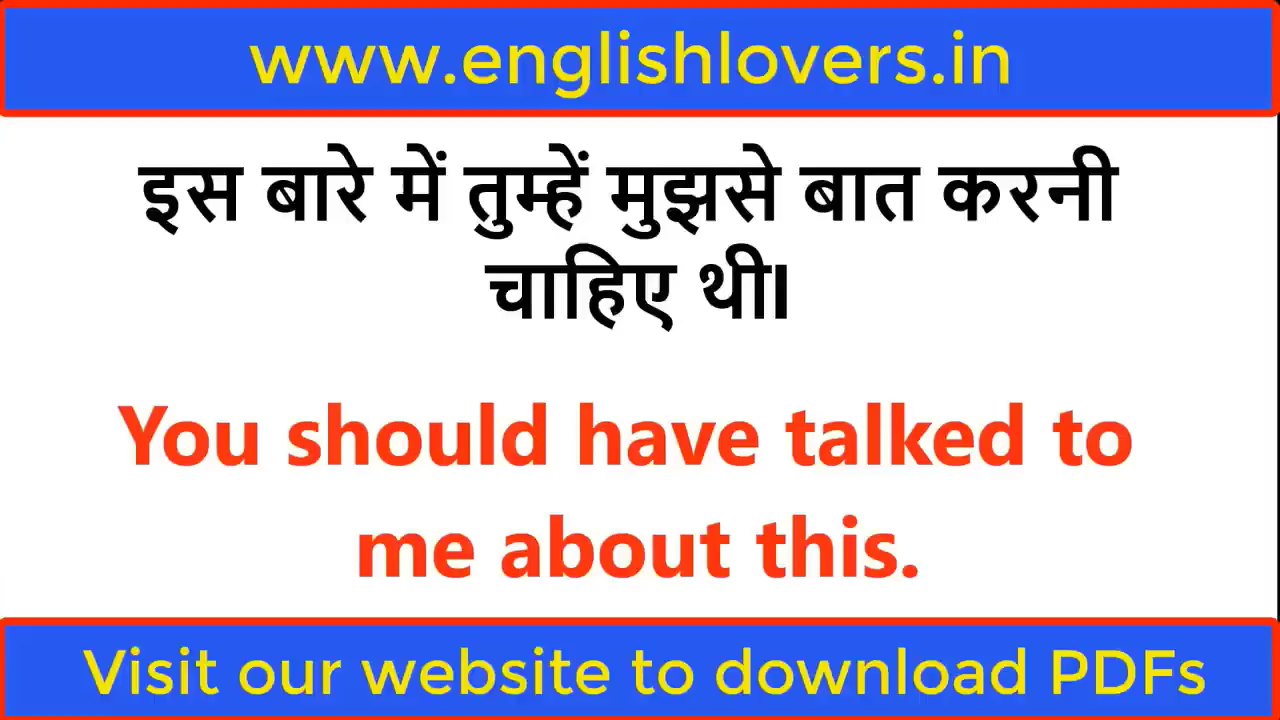 www.englishlovers.in
इस बारे में तुम्हें मुझसे बात करनी
चाहिए थी।
You should have talked to
me about this.
Visit our website to download PDFs